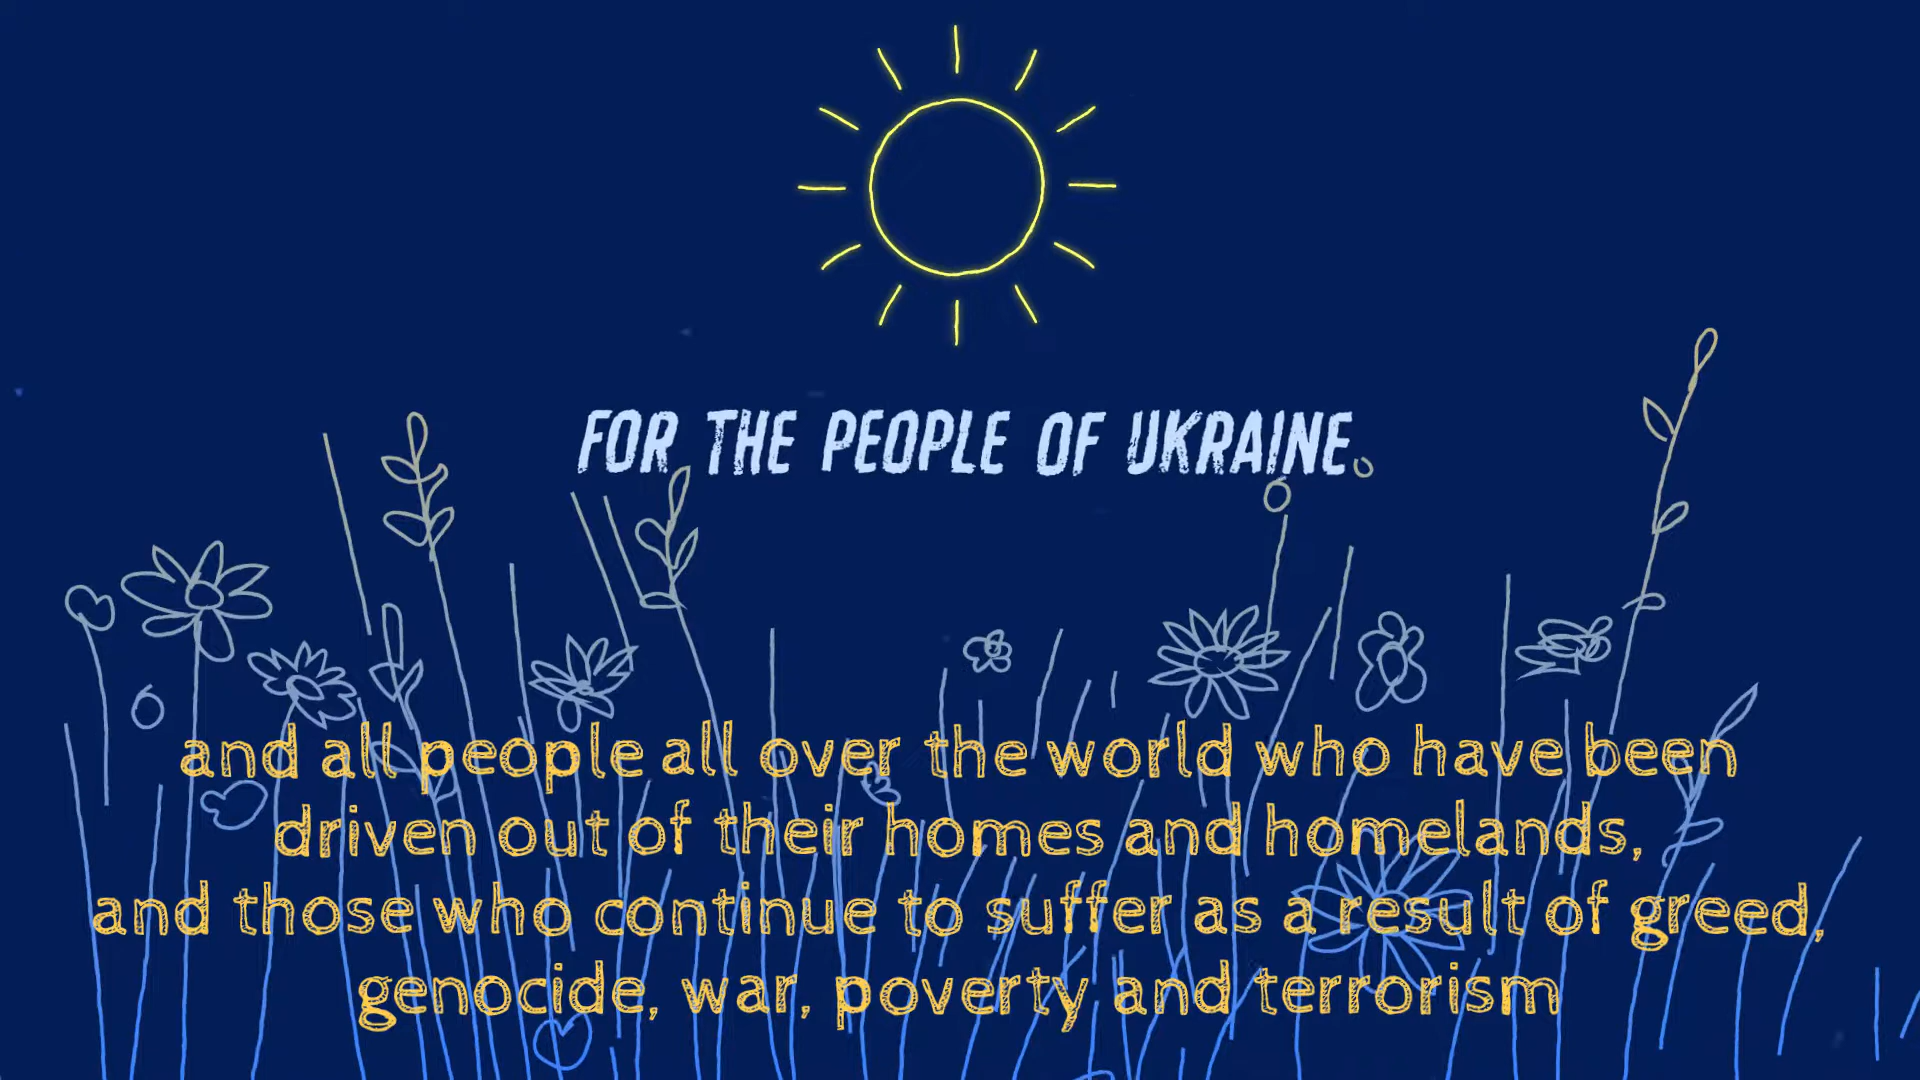 FOR THE PEOPLE OF UKRAINE.
and all people all over the world who have been
driven out of their homes and homelands,
and those who continue to suffer as a result of greed,
genocide, war, poverty and terrorism